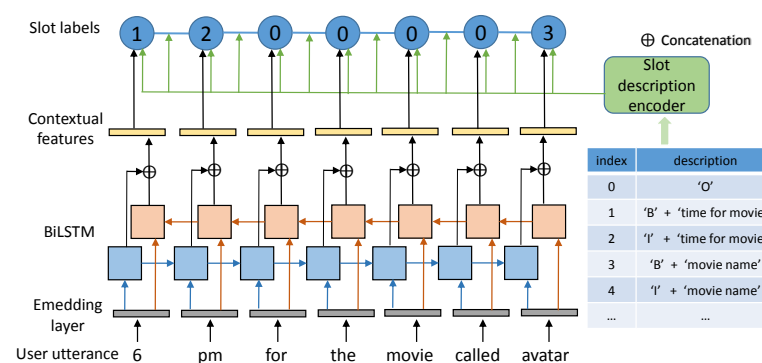 Slot labels 1 2 0 0 0 0 3
⊕ Concatenation
Slot
description
encoder
Contextual
features
index description
0 ‘O’
1 ‘B’ + ‘time for movie
2 ‘I’ + ‘time for movie
3 ‘B’ + ‘movie name’
4 ‘I’ + ‘movie name’
... ...
BiLSTM
Emedding
layer
User utterance 6 pm for the movie called avatar